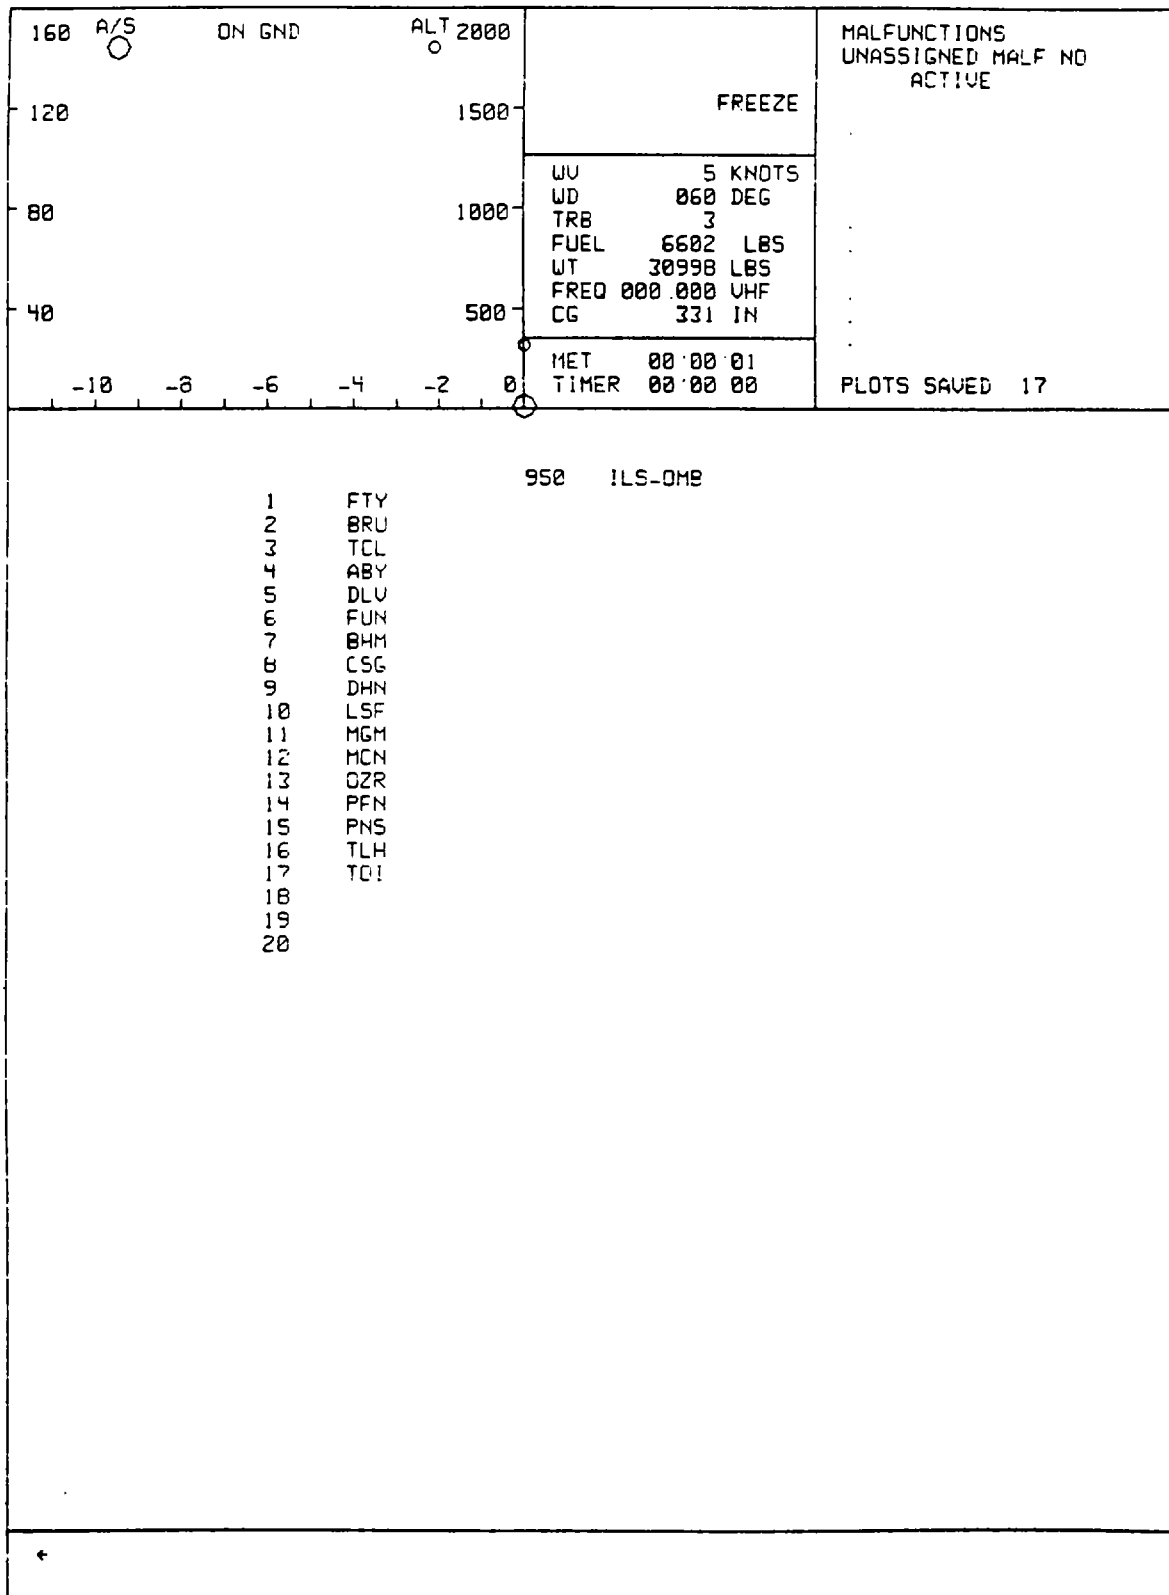 160 A/S ON GND ALT 2000
120 1500
80 1000
40 500
-10 -8 -6 -4 -2 0
FREEZE
WV 5 KNOTS
WD 060 DEG
TRB 3
FUEL 6602 LBS
WT 30998 LBS
FREQ 000.000 VHF
CG 331 IN
MET 00:00:01
TIMER 00:00:00
MALFUNCTIONS
UNASSIGNED MALF NO
ACTIVE
PLOTS SAVED 17
950 ILS-OMB
1 FTY
2 BRU
3 TCL
4 ABY
5 DLV
6 FUN
7 BHM
8 CSG
9 DHN
10 LSF
11 MGM
12 MCN
13 OZR
14 PFN
15 PNS
16 TLH
17 TOI
18
19
20
←